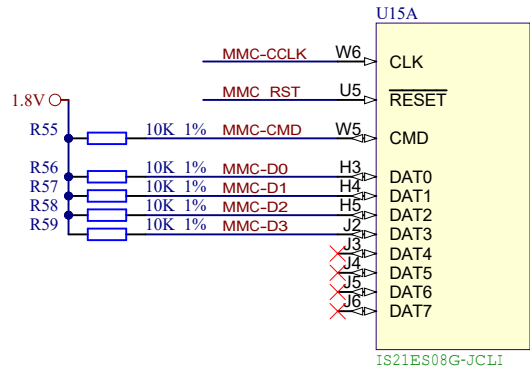 U15A
MMC-CCLK W6 CLK
MMC_RST U5 RESET
1.8V
R55 10K 1% MMC-CMD W5 CMD
R56 10K 1% MMC-D0 H3 DAT0
R57 10K 1% MMC-D1 H4 DAT1
R58 10K 1% MMC-D2 H5 DAT2
R59 10K 1% MMC-D3 J2 DAT3
J3 DAT4
J4 DAT5
J5 DAT6
J6 DAT7
IS21ES08G-JCLI